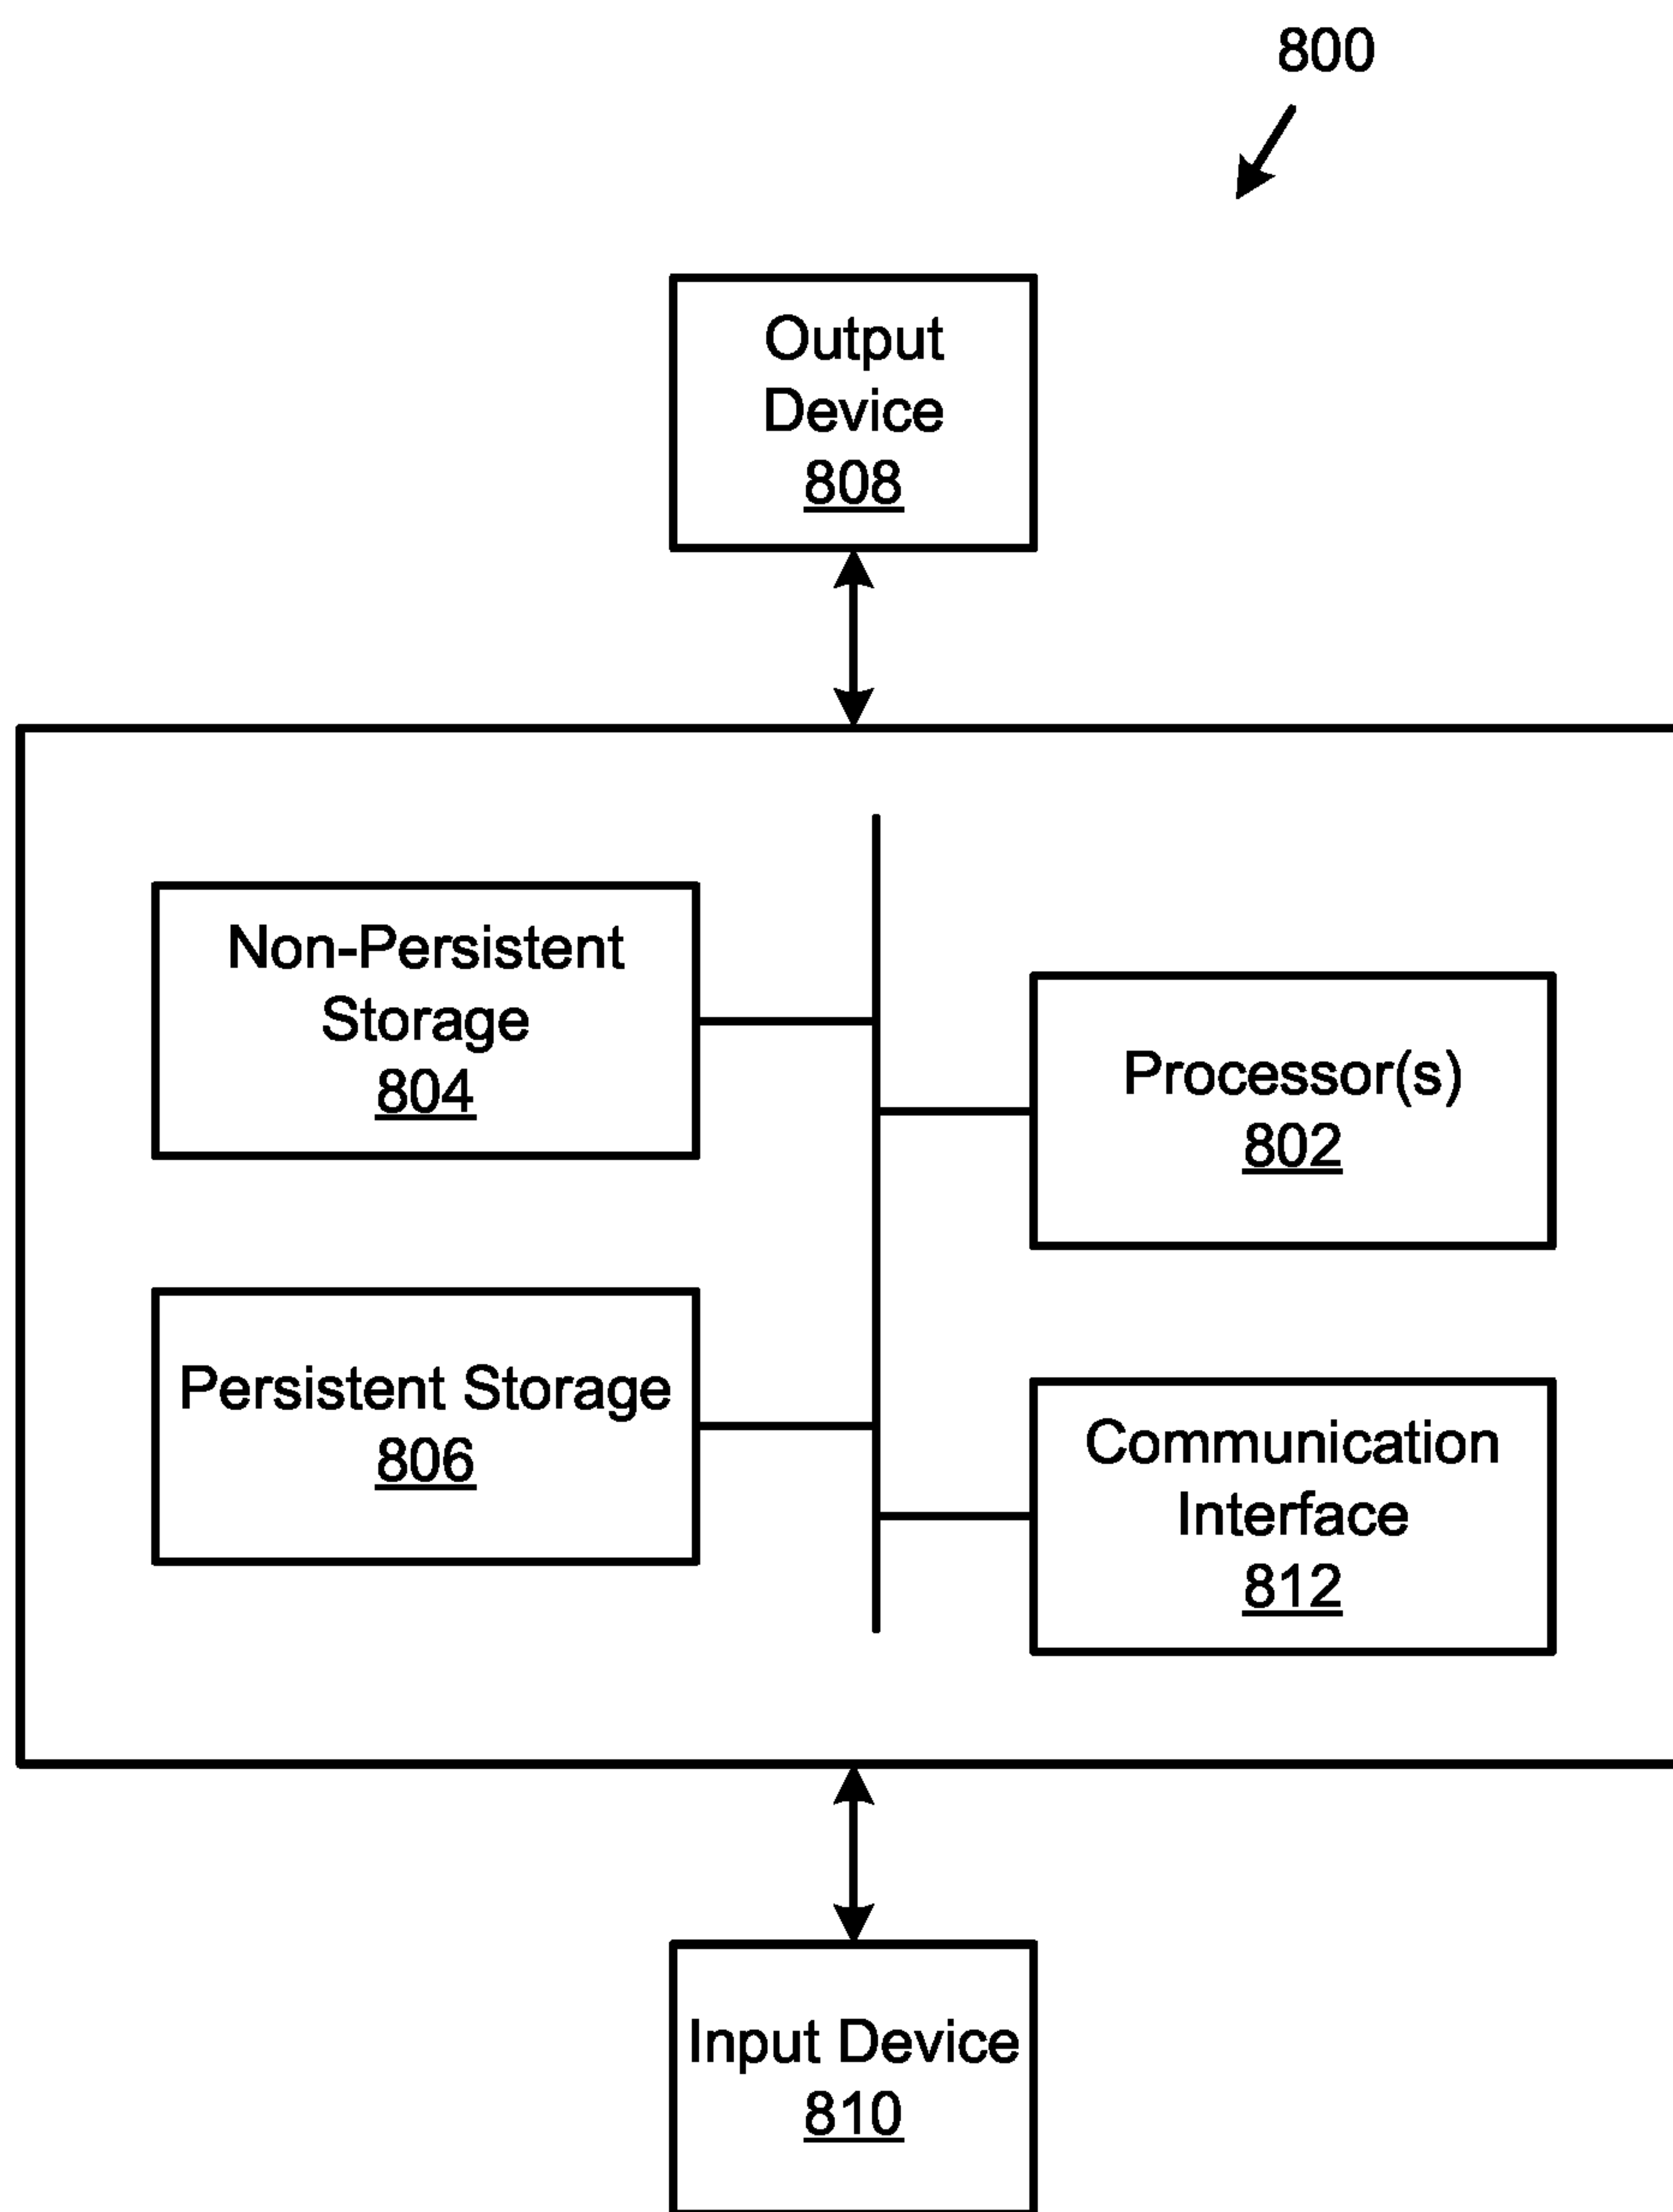 800
Output
Device
808
Non-Persistent
Storage
804
Processor(s)
802
Persistent Storage
806
Communication
Interface
812
Input Device
810